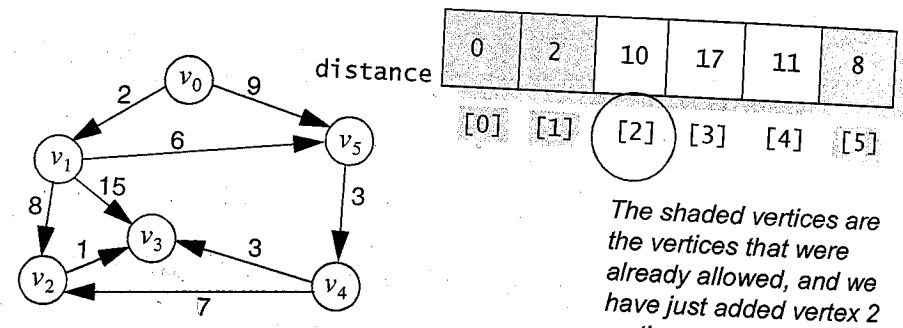 distance 0 2 10 17 11 8
[0] [1] [2] [3] [4] [5]
v0
2 9
v1 6 v5
15
8 3
v3
1 3
v2 v4
7
The shaded vertices are
the vertices that were
already allowed, and we
have just added vertex 2